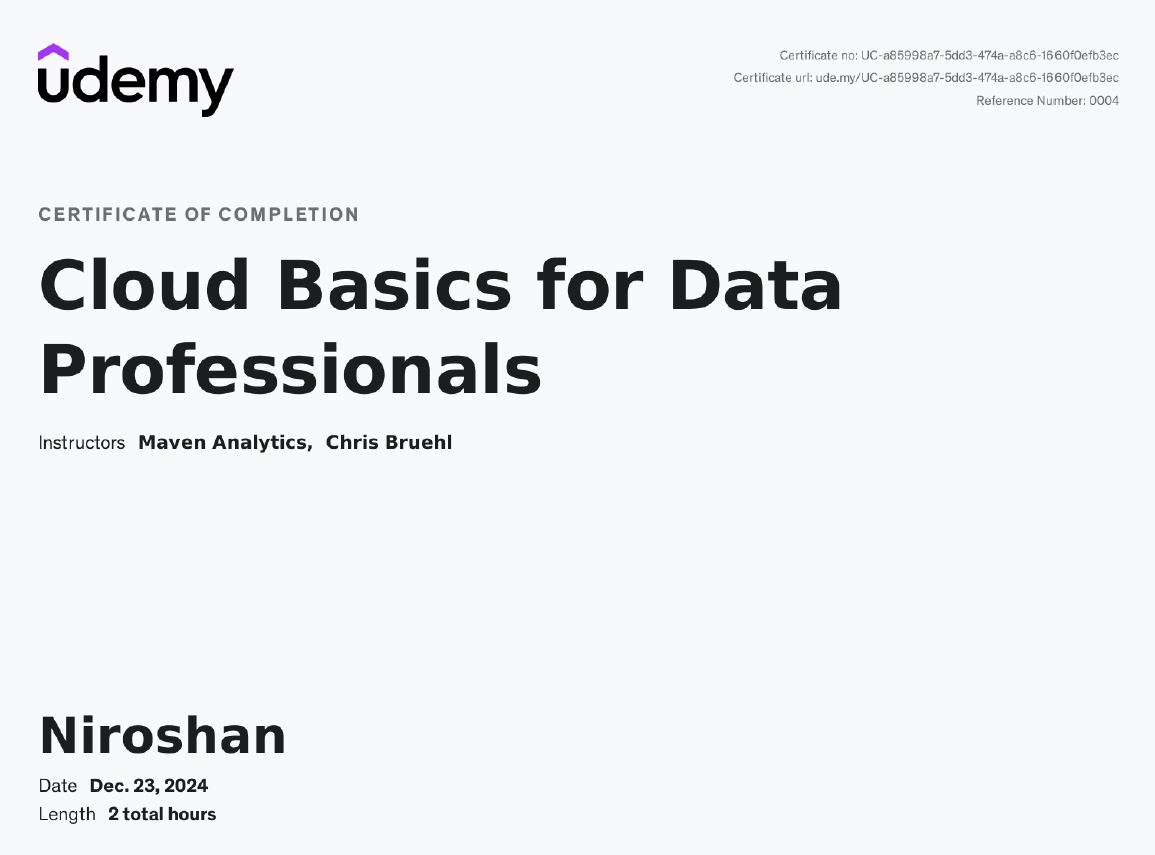 udemy
Certificate no: UC-a85998a7-5dd3-474a-a8c6-1660f0efb3ec
Certificate url: ude.my/UC-a85998a7-5dd3-474a-a8c6-1660f0efb3ec
Reference Number: 0004
CERTIFICATE OF COMPLETION
Cloud Basics for Data
Professionals
Instructors Maven Analytics, Chris Bruehl
Niroshan
Date Dec. 23, 2024
Length 2 total hours